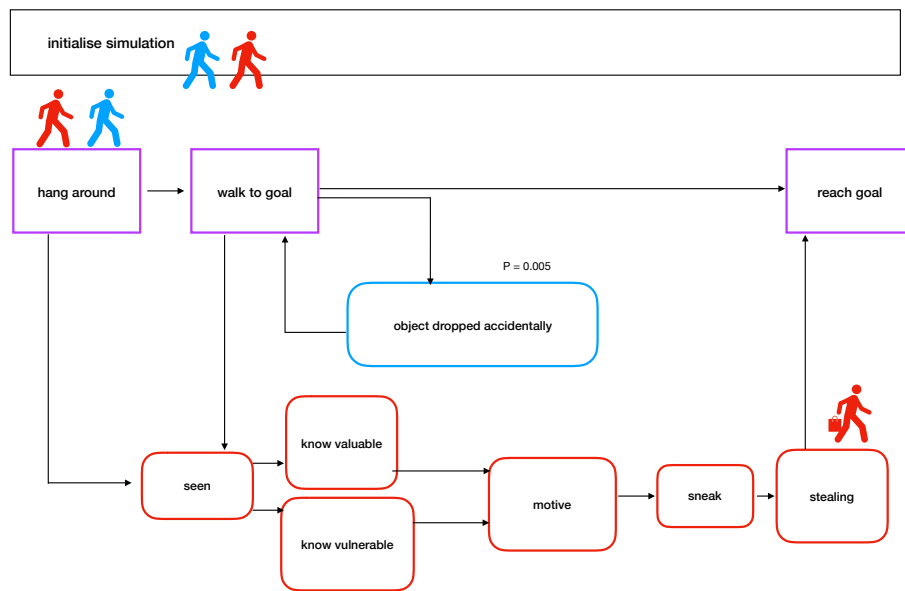 initialise simulation
hang around
walk to goal
reach goal
P = 0.005
object dropped accidentally
know valuable
seen
know vulnerable
motive
sneak
stealing